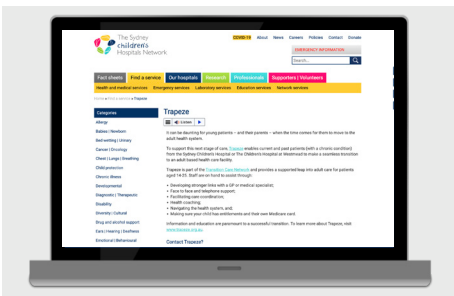 The Sydney
children's
Hospitals Network
COVID-19 About News Careers Policies Contact Donate
EMERGENCY INFORMATION
Search...
Fact sheets Find a service Our hospitals Research Professionals Supporters | Volunteers
Health and medical services Emergency services Laboratory services Education services Network services
Home ▸ Find a service ▸ Trapeze
Categories
Allergy
Babies | Newborn
Bed-wetting | Urinary
Cancer | Oncology
Chest | Lungs | Breathing
Child protection
Chronic illness
Developmental
Diagnostic | Therapeutic
Disability
Diversity | Cultural
Drug and alcohol support
Ears | Hearing | Deafness
Emotional | Behavioural
Trapeze
Listen
It can be daunting for young patients – and their parents – when the time comes for them to move to the
adult health system.
To support this next stage of care, Trapeze enables current and past patients (with a chronic condition)
from the Sydney Children's Hospital or The Children's Hospital at Westmead to make a seamless transition
to an adult based health care facility.
Trapeze is part of the Transition Care Network and provides a supported leap into adult care for patients
aged 14-25. Staff are on hand to assist through:
• Developing stronger links with a GP or medical specialist;
• Face to face and telephone support;
• Facilitating care coordination;
• Health coaching;
• Navigating the health system, and;
• Making sure your child has entitlements and their own Medicare card.
Information and education are paramount to a successful transition. To learn more about Trapeze, visit
www.trapeze.org.au.
Contact Trapeze?